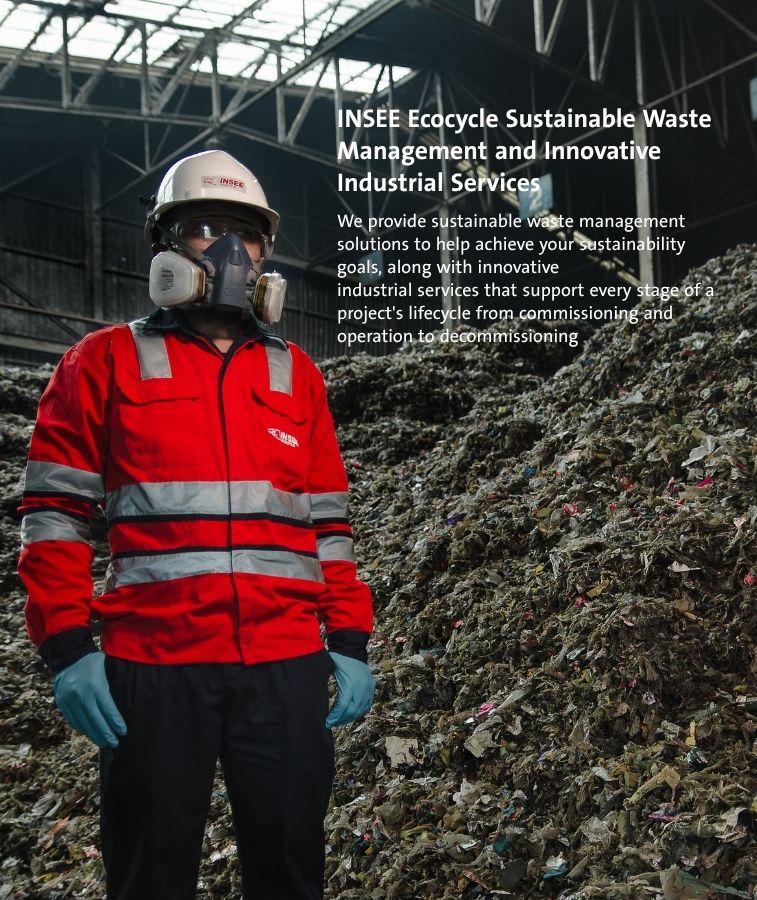 INSEE Ecocycle Sustainable Waste
Management and Innovative
Industrial Services
We provide sustainable waste management
solutions to help achieve your sustainability
goals, along with innovative
industrial services that support every stage of a
project's lifecycle from commissioning and
operation to decommissioning
INSEE
INSEE
2